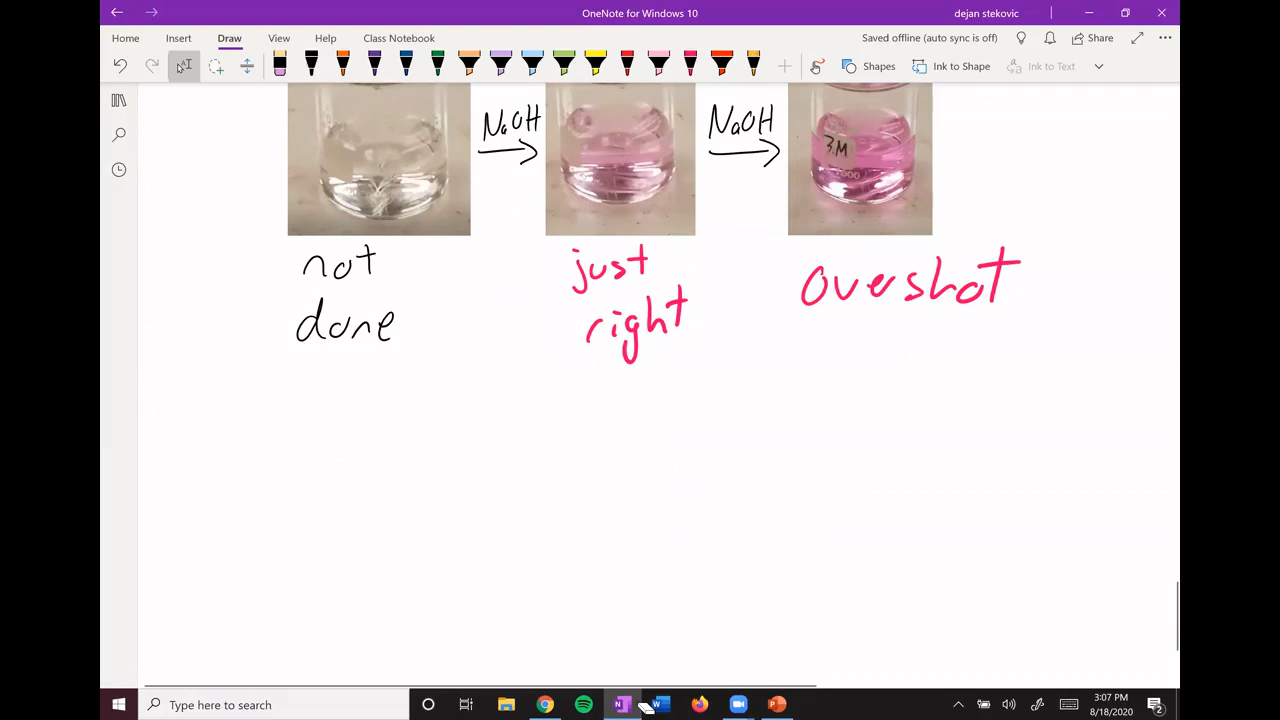 OneNote for Windows 10
dejan stekovic
Home Insert Draw View Help Class Notebook
Saved offline (auto sync is off)
Share
Shapes
Ink to Shape
Ink to Text
NaOH
NaOH
3.M
not
done
just
right
overshot
Type here to search
3:07 PM
8/18/2020
2